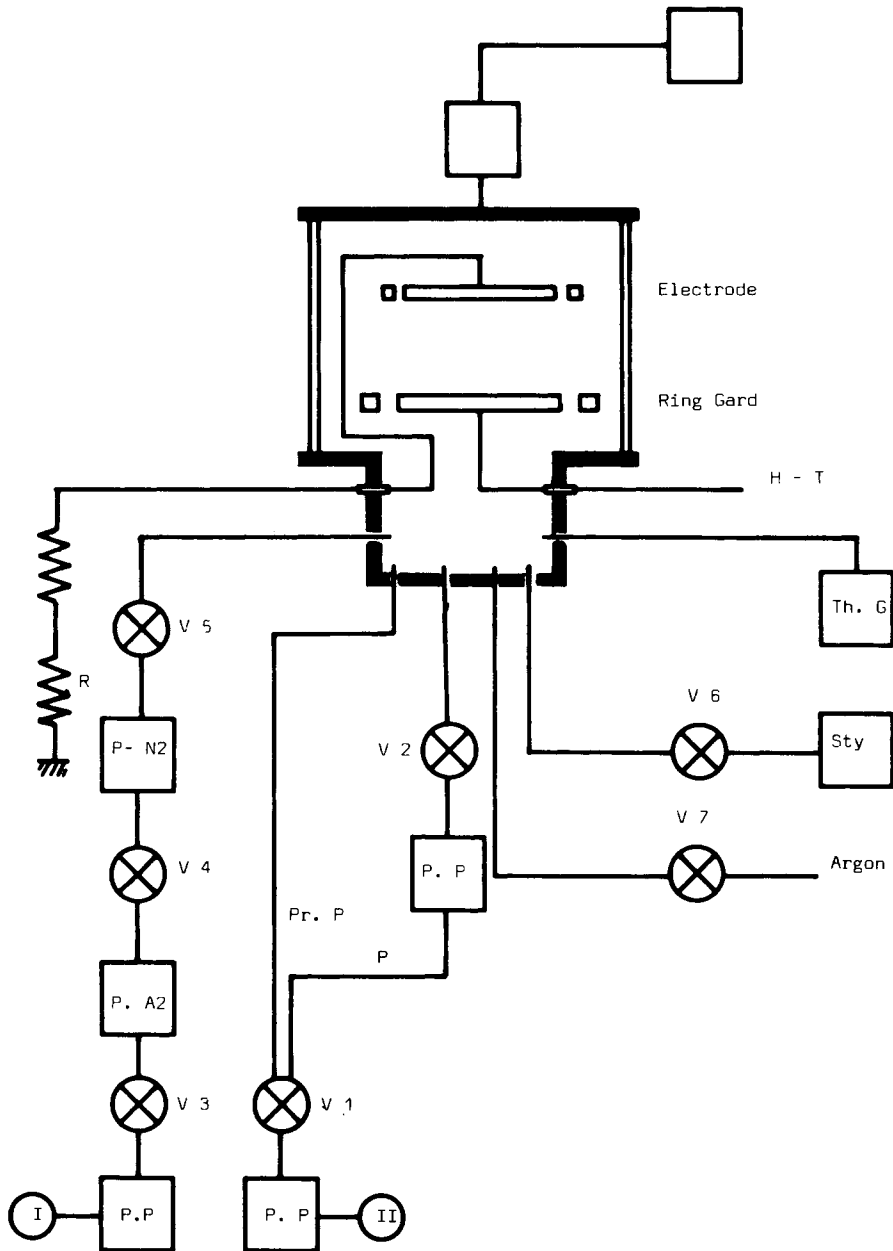 Electrode
Ring Gard
H - T
Th. G
V 5
R
V 6
P- N2
V 2
Sty
V 7
V 4
P. P
Argon
Pr. P
P
P. A2
V 3
V 1
I
P.P
P. P
II